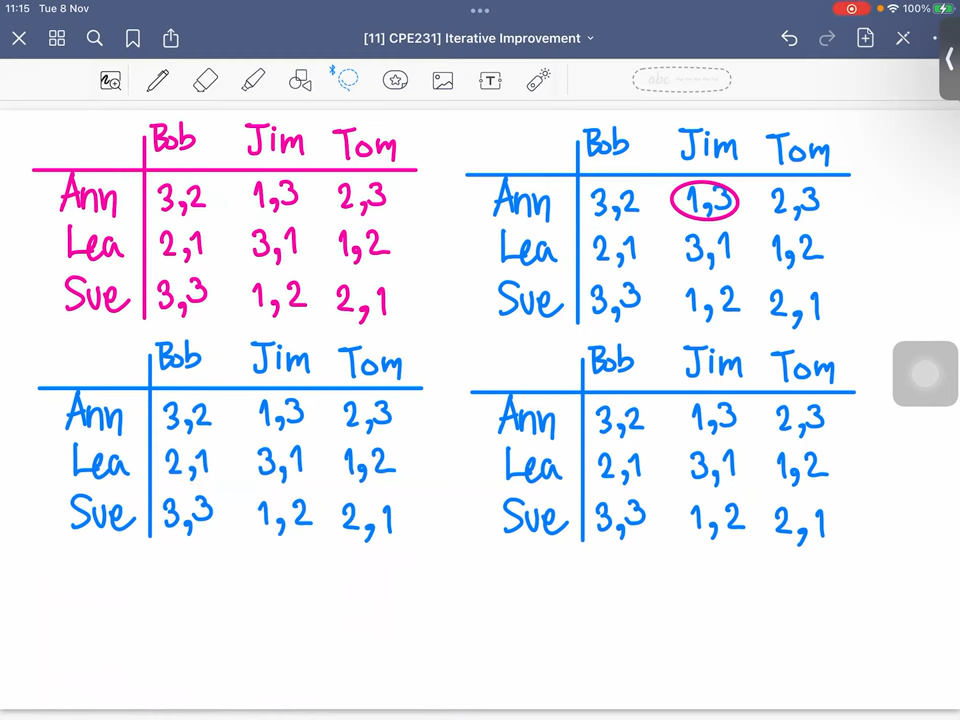 11:15 Tue 8 Nov 100%
[11] CPE231] Iterative Improvement
abc
Bob Jim Tom
Ann 3,2 1,3 2,3
Lea 2,1 3,1 1,2
Sue 3,3 1,2 2,1
Bob Jim Tom
Ann 3,2 1,3 2,3
Lea 2,1 3,1 1,2
Sue 3,3 1,2 2,1
Bob Jim Tom
Ann 3,2 1,3 2,3
Lea 2,1 3,1 1,2
Sue 3,3 1,2 2,1
Bob Jim Tom
Ann 3,2 1,3 2,3
Lea 2,1 3,1 1,2
Sue 3,3 1,2 2,1